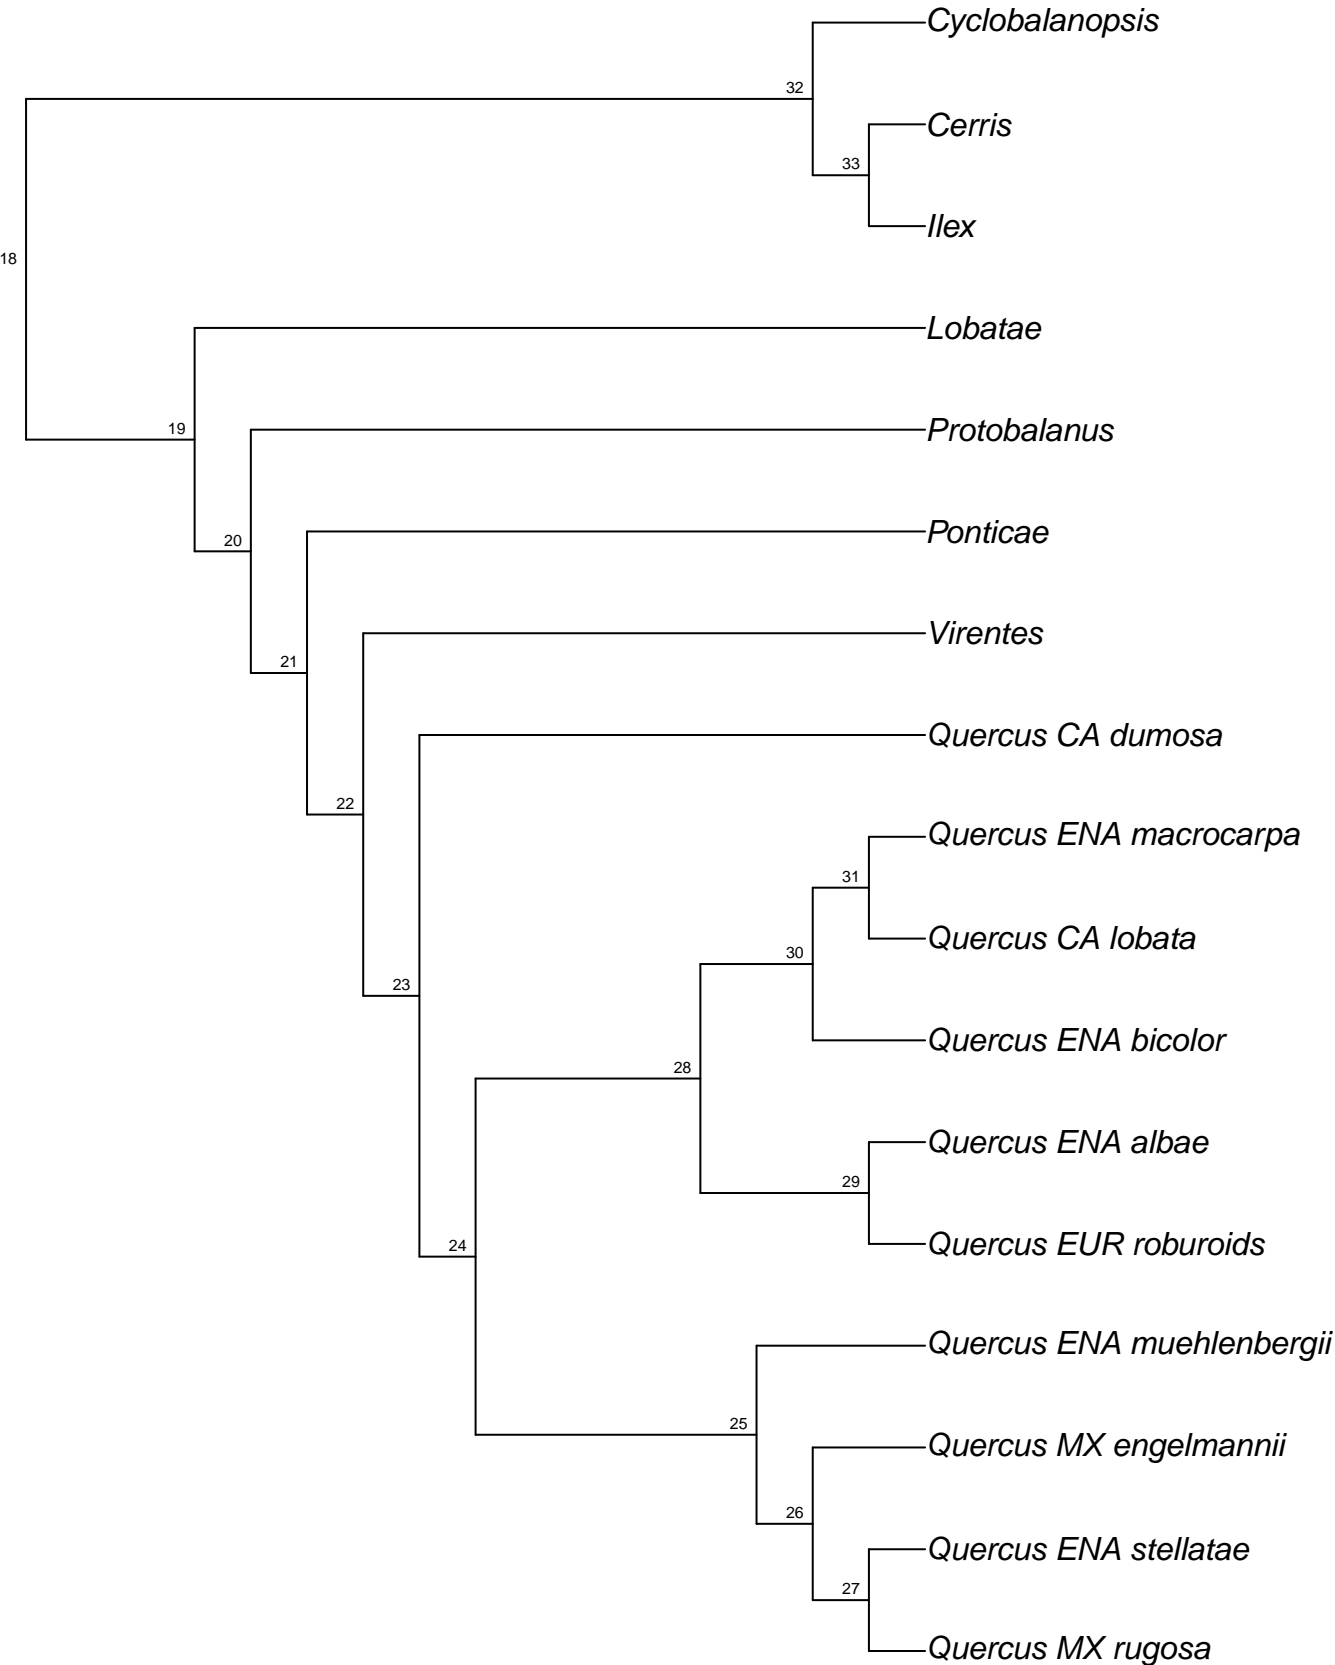 Cyclobalanopsis
32
Cerris
33
Ilex
18
Lobatae
19
Protobalanus
20
Ponticae
21
Virentes
Quercus CA dumosa
22
Quercus ENA macrocarpa
31
Quercus CA lobata
30
23
Quercus ENA bicolor
28
Quercus ENA albae
29
24
Quercus EUR roburoids
Quercus ENA muehlenbergii
25
Quercus MX engelmannii
26
Quercus ENA stellatae
27
Quercus MX rugosa